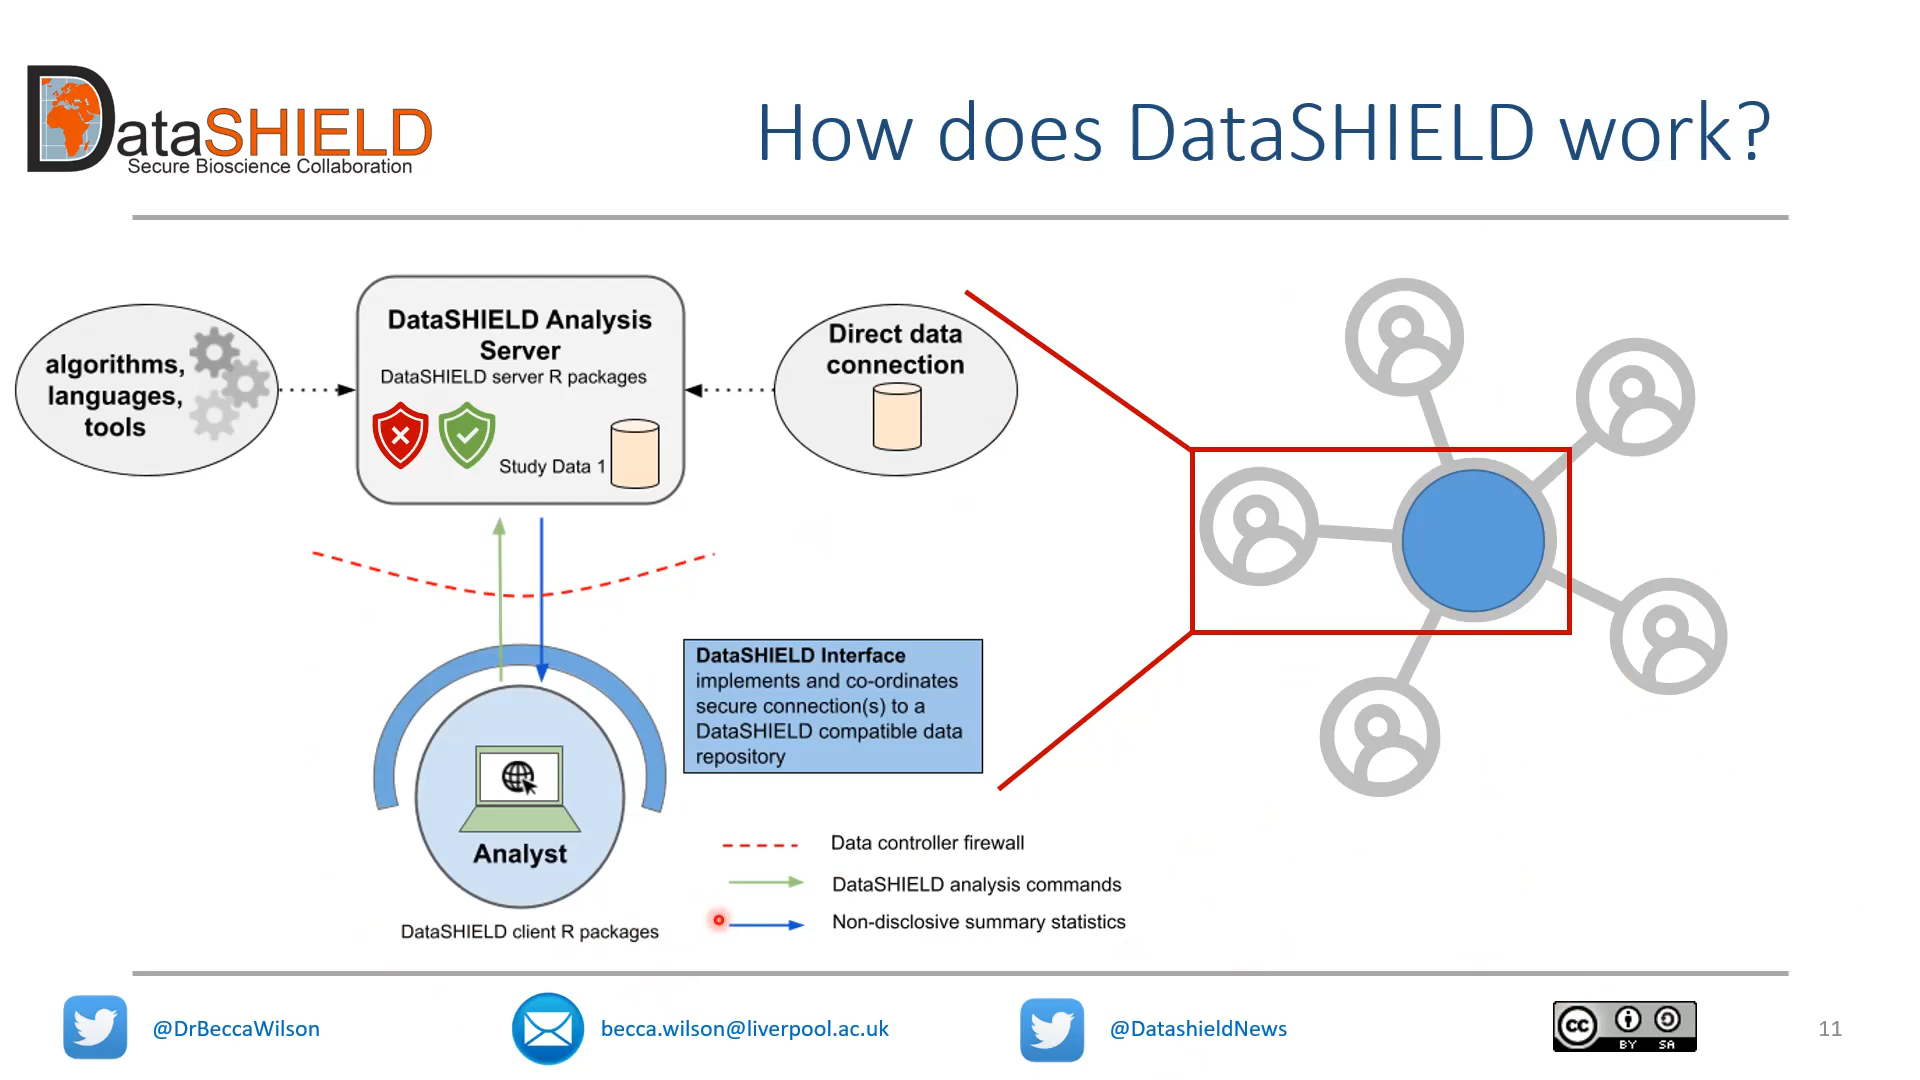 DataSHIELD
Secure Bioscience Collaboration
How does DataSHIELD work?
algorithms,
languages,
tools
DataSHIELD Analysis
Server
DataSHIELD server R packages
Study Data 1
Direct data
connection
DataSHIELD Interface
implements and co-ordinates
secure connection(s) to a
DataSHIELD compatible data
repository
Analyst
DataSHIELD client R packages
Data controller firewall
DataSHIELD analysis commands
Non-disclosive summary statistics
@DrBeccaWilson
becca.wilson@liverpool.ac.uk
@DatashieldNews
cc
BY SA
11